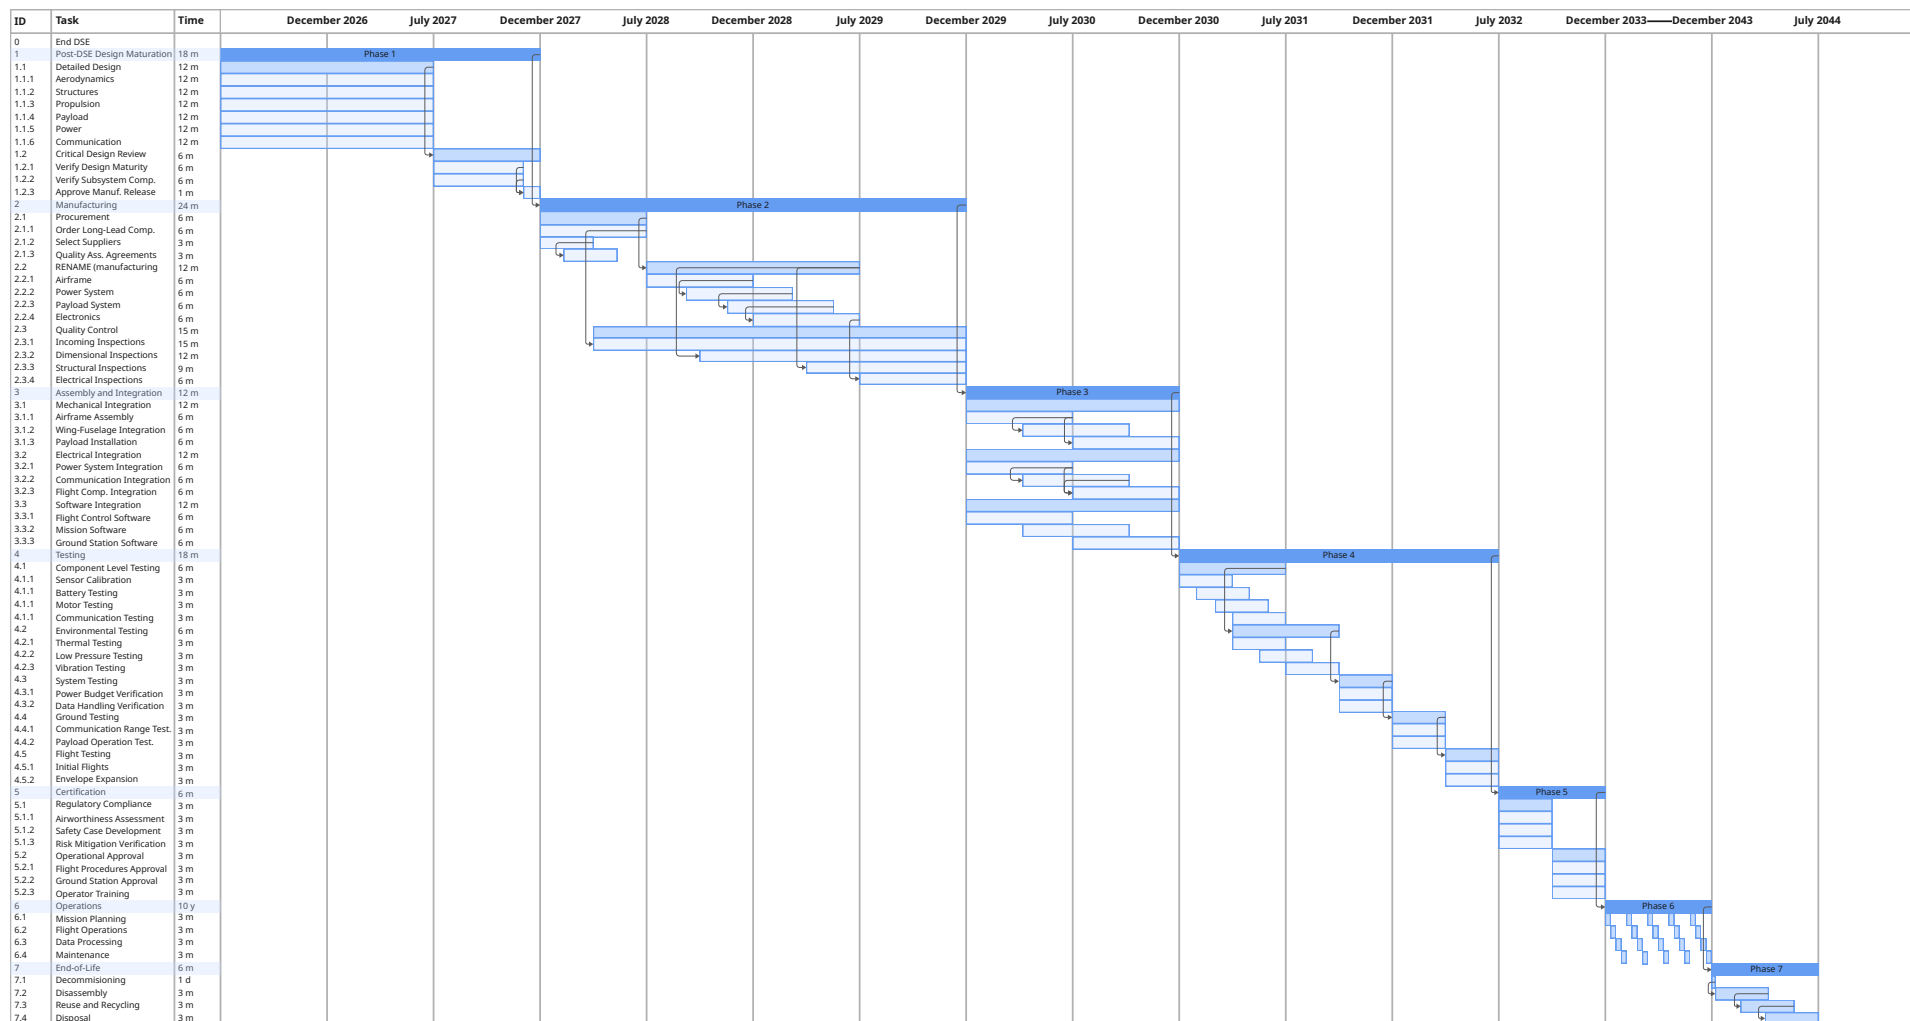 ID Task Time December 2026 July 2027 December 2027 July 2028 December 2028 July 2029 December 2029 July 2030 December 2030 July 2031 December 2031 July 2032 December 2033 December 2043 July 2044
0 End DSE
1 Post-DSE Design Maturation 18 m Phase 1
1.1 Detailed Design 12 m
1.1.1 Aerodynamics 12 m
1.1.2 Structures 12 m
1.1.3 Propulsion 12 m
1.1.4 Payload 12 m
1.1.5 Power 12 m
1.1.6 Communication 12 m
1.2 Critical Design Review 6 m
1.2.1 Verify Design Maturity 6 m
1.2.2 Verify Subsystem Comp. 6 m
1.2.3 Approve Manuf. Release 1 m
2 Manufacturing 24 m Phase 2
2.1 Procurement 6 m
2.1.1 Order Long-Lead Comp. 6 m
2.1.2 Select Suppliers 3 m
2.1.3 Quality Ass. Agreements 3 m
2.2 RENAME (manufacturing 12 m
2.2.1 Airframe 6 m
2.2.2 Power System 6 m
2.2.3 Payload System 6 m
2.2.4 Electronics 6 m
2.3 Quality Control 15 m
2.3.1 Incoming Inspections 15 m
2.3.2 Dimensional Inspections 12 m
2.3.3 Structural Inspections 9 m
2.3.4 Electrical Inspections 6 m
3 Assembly and Integration 12 m Phase 3
3.1 Mechanical Integration 12 m
3.1.1 Airframe Assembly 6 m
3.1.2 Wing-Fuselage Integration 6 m
3.1.3 Payload Installation 6 m
3.2 Electrical Integration 12 m
3.2.1 Power System Integration 6 m
3.2.2 Communication Integration 6 m
3.2.3 Flight Comp. Integration 6 m
3.3 Software Integration 12 m
3.3.1 Flight Control Software 6 m
3.3.2 Mission Software 6 m
3.3.3 Ground Station Software 6 m
4 Testing 18 m Phase 4
4.1 Component Level Testing 6 m
4.1.1 Sensor Calibration 3 m
4.1.1 Battery Testing 3 m
4.1.1 Motor Testing 3 m
4.1.1 Communication Testing 3 m
4.2 Environmental Testing 6 m
4.2.1 Thermal Testing 3 m
4.2.2 Low Pressure Testing 3 m
4.2.3 Vibration Testing 3 m
4.3 System Testing 3 m
4.3.1 Power Budget Verification 3 m
4.3.2 Data Handling Verification 3 m
4.4 Ground Testing 3 m
4.4.1 Communication Range Test. 3 m
4.4.2 Payload Operation Test. 3 m
4.5 Flight Testing 3 m
4.5.1 Initial Flights 3 m
4.5.2 Envelope Expansion 3 m
5 Certification 6 m Phase 5
5.1 Regulatory Compliance 3 m
5.1.1 Airworthiness Assessment 3 m
5.1.2 Safety Case Development 3 m
5.1.3 Risk Mitigation Verification 3 m
5.2 Operational Approval 3 m
5.2.1 Flight Procedures Approval 3 m
5.2.2 Ground Station Approval 3 m
5.2.3 Operator Training 3 m
6 Operations 10 y Phase 6
6.1 Mission Planning 3 m
6.2 Flight Operations 3 m
6.3 Data Processing 3 m
6.4 Maintenance 3 m
7 End-of-Life 6 m Phase 7
7.1 Decommisioning 1 d
7.2 Disassembly 3 m
7.3 Reuse and Recycling 3 m
7.4 Disposal 3 m